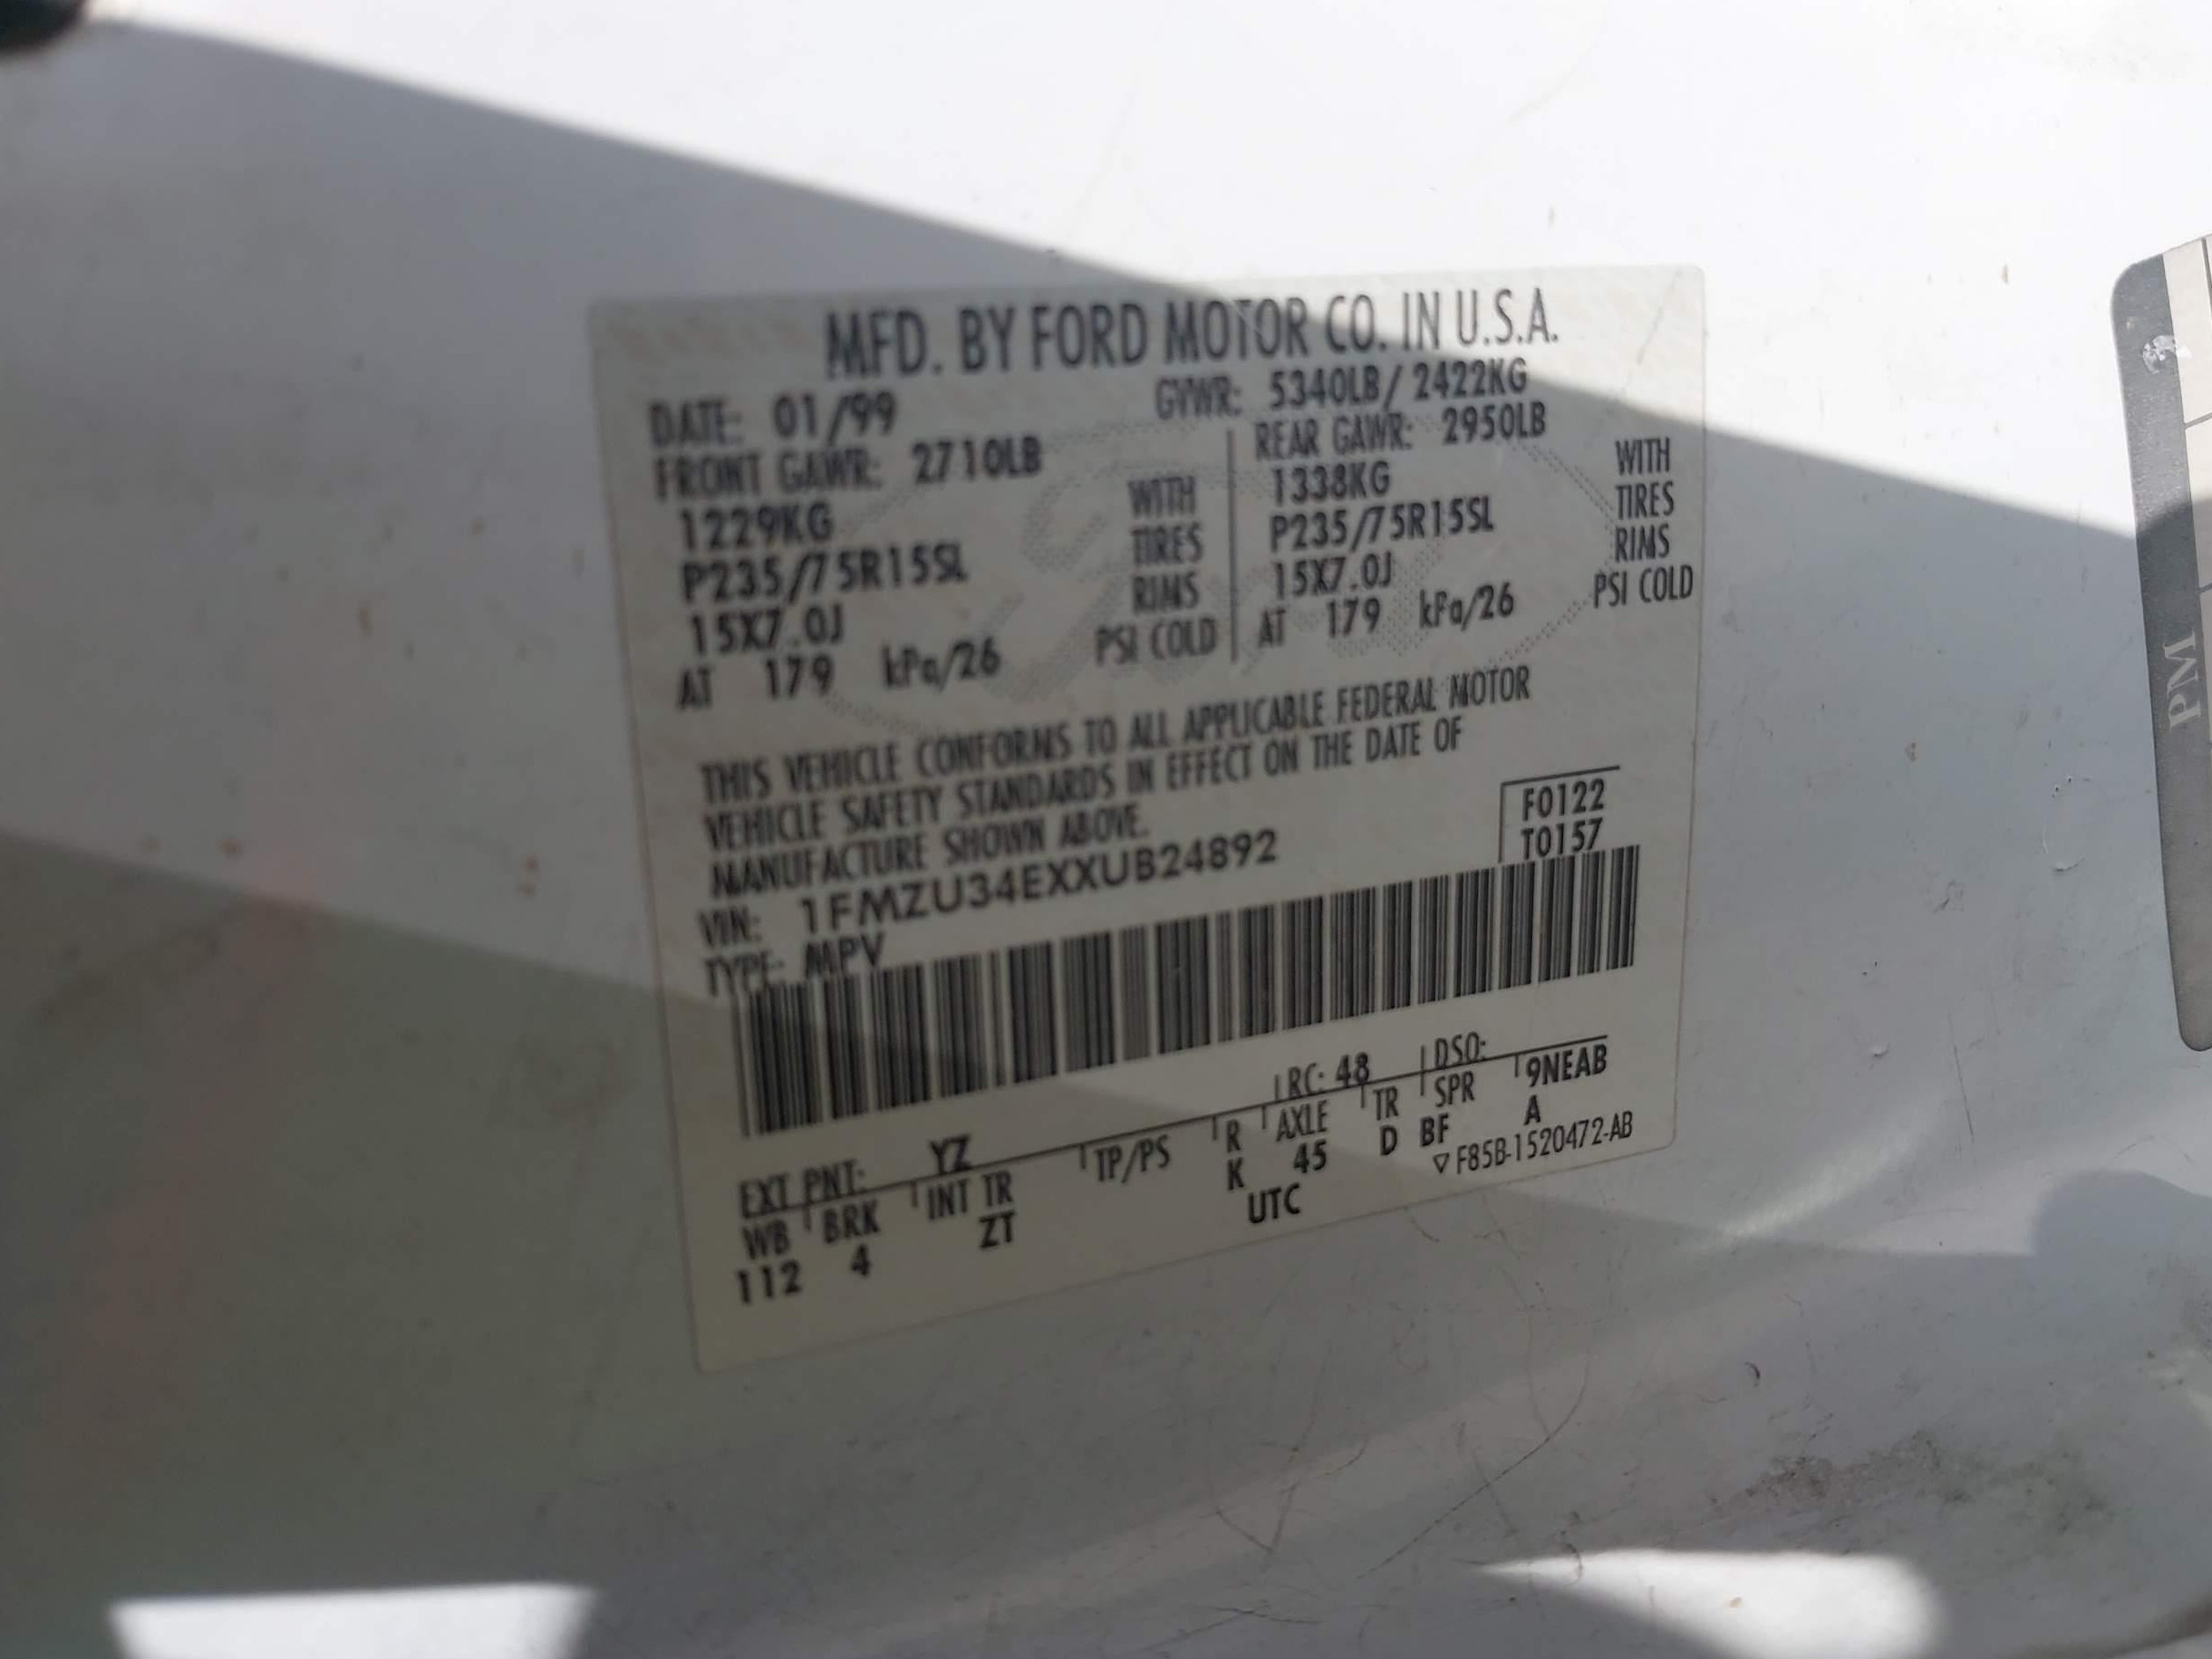 MFD. BY FORD MOTOR CO. IN U.S.A.
DATE: 01/99 GVWR: 5340LB/ 2422KG
FRONT GAWR: 2710LB REAR GAWR: 2950LB
1229KG WITH 1338KG WITH
P235/75R15SL TIRES P235/75R15SL TIRES
15X7.0J RIMS 15X7.0J RIMS
AT 179 kPa/26 PSI COLD AT 179 kPa/26 PSI COLD
THIS VEHICLE CONFORMS TO ALL APPLICABLE FEDERAL MOTOR
VEHICLE SAFETY STANDARDS IN EFFECT ON THE DATE OF
MANUFACTURE SHOWN ABOVE.
F0122
T0157
VIN: 1FMZU34EXXUB24892
TYPE: MPV
EXT PNT: YZ RC: 48 DSO:
WB BRK INT TR TP/PS R AXLE TR SPR 9NEAB
112 4 ZT K 45 D BF A
UTC ▽ F85B-1520472-AB
PM